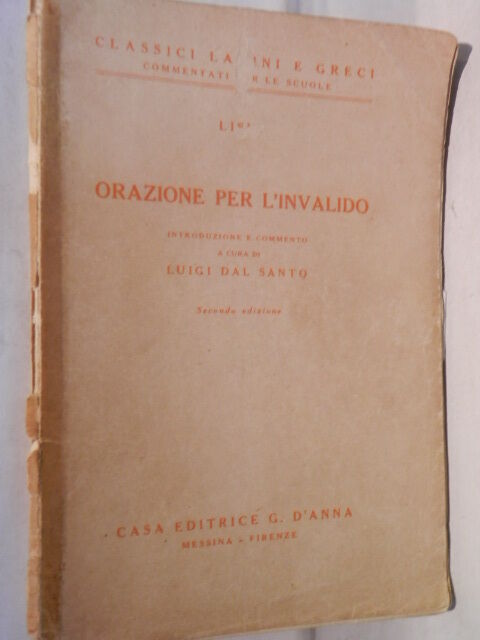 CLASSICI LA INI E GRECI
COMMENTATI R LE SCUOLE
LI
ORAZIONE PER L'INVALIDO
INTRODUZIONE E COMMENTO
A CURA DI
LUIGI DAL SANTO
Seconda edizione
CASA EDITRICE G. D'ANNA
MESSINA - FIRENZE